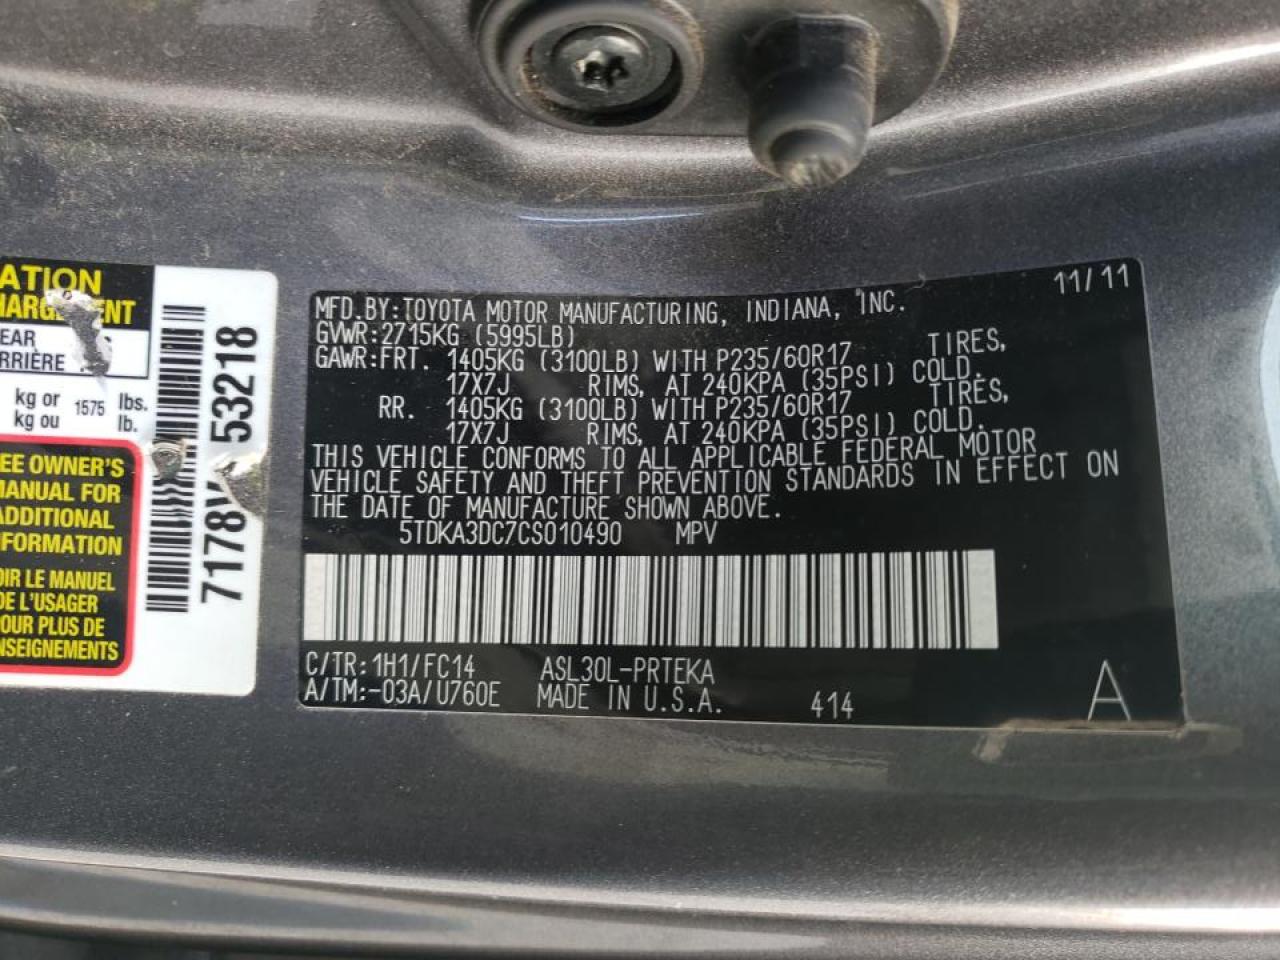 ATION
HARGEMENT
EAR
RRIÈRE
kg or 1575 lbs.
kg ou lb.
EE OWNER'S
MANUAL FOR
ADDITIONAL
FORMATION
OIR LE MANUEL
DE L'USAGER
POUR PLUS DE
NSEIGNEMENTS
53218
11/11
MFD.BY:TOYOTA MOTOR MANUFACTURING, INDIANA, INC.
GVWR:2715KG (5995LB)
GAWR:FRT. 1405KG (3100LB) WITH P235/60R17 TIRES,
17X7J RIMS, AT 240KPA (35PSI) COLD.
RR. 1405KG (3100LB) WITH P235/60R17 TIRES,
17X7J RIMS, AT 240KPA (35PSI) COLD.
THIS VEHICLE CONFORMS TO ALL APPLICABLE FEDERAL MOTOR
VEHICLE SAFETY AND THEFT PREVENTION STANDARDS IN EFFECT ON
THE DATE OF MANUFACTURE SHOWN ABOVE.
5TDKA3DC7CS010490 MPV
C/TR:1H1/FC14 ASL30L-PRTEKA
A/TM:-03A/U760E MADE IN U.S.A. 414 A